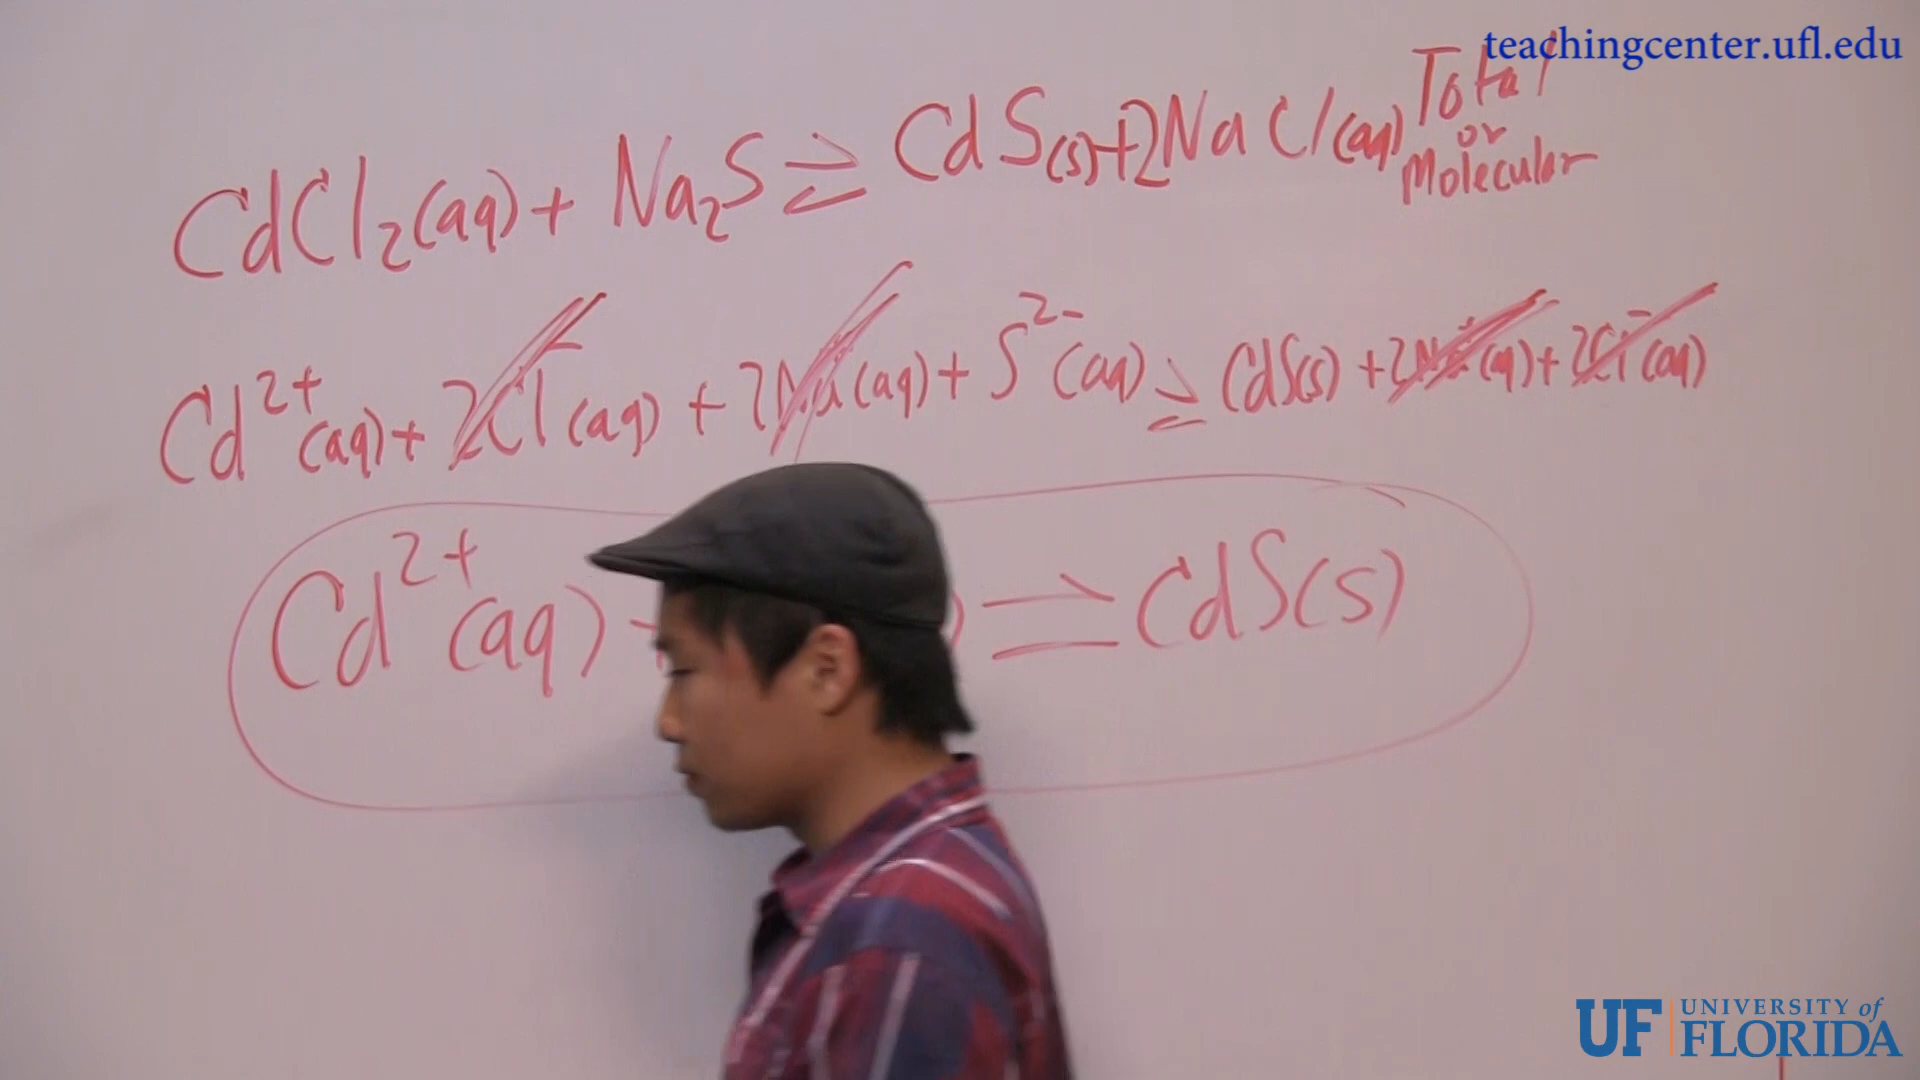 teachingcenter.ufl.edu
Total
or
Molecular
CdCl₂(aq) + Na₂S ⇌ CdS(s) + 2NaCl(aq)
Cd²⁺(aq) + 2Cl⁻(aq) + 2Na⁺(aq) + S²⁻(aq) ⇌ CdS(s) + 2Na⁺(aq) + 2Cl⁻(aq)
Cd²⁺(aq) + ) ⇌ CdS(s)
UF UNIVERSITY of
FLORIDA